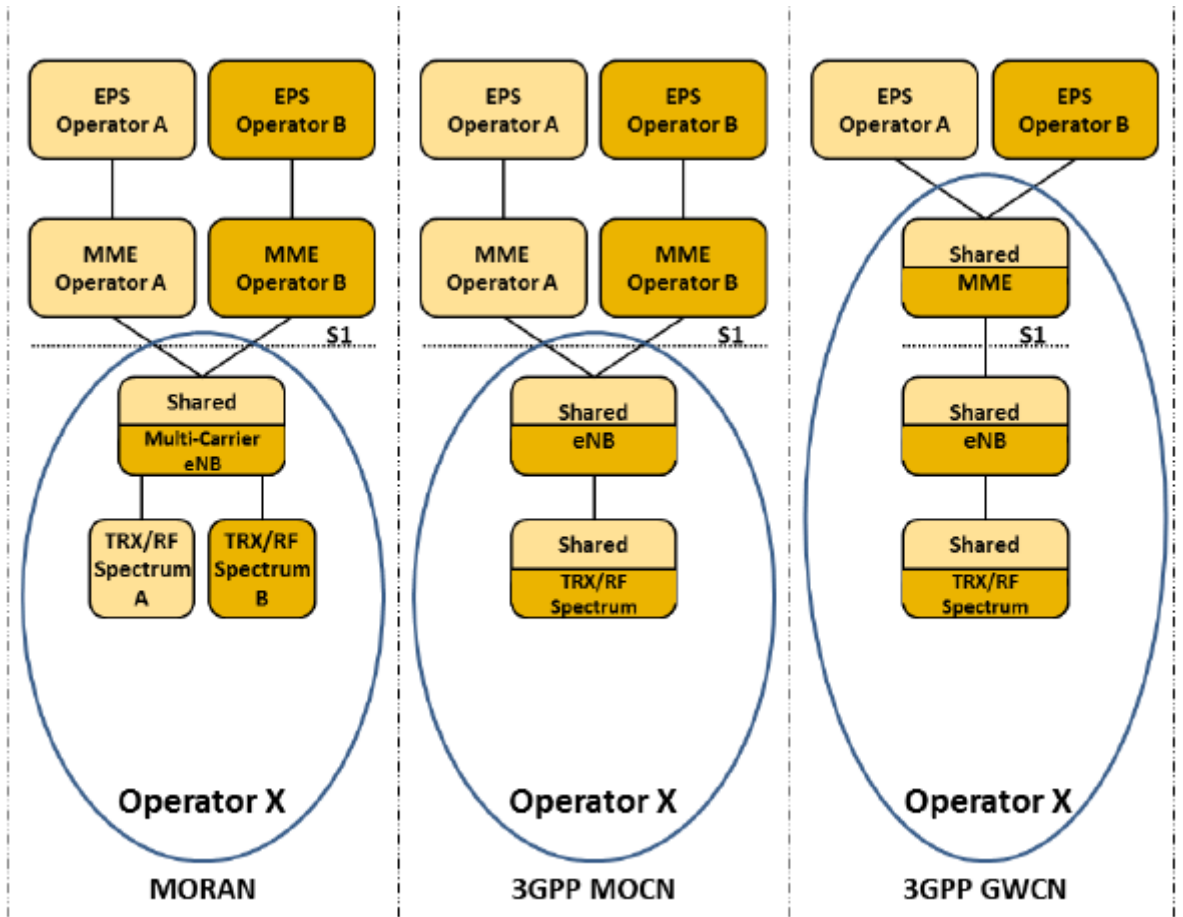 EPS
Operator A
EPS
Operator B
MME
Operator A
MME
Operator B
S1
Shared
Multi-Carrier
eNB
TRX/RF
Spectrum
A
TRX/RF
Spectrum
B
Operator X
MORAN
EPS
Operator A
EPS
Operator B
MME
Operator A
MME
Operator B
S1
Shared
eNB
Shared
TRX/RF
Spectrum
Operator X
3GPP MOCN
EPS
Operator A
EPS
Operator B
Shared
MME
S1
Shared
eNB
Shared
TRX/RF
Spectrum
Operator X
3GPP GWCN